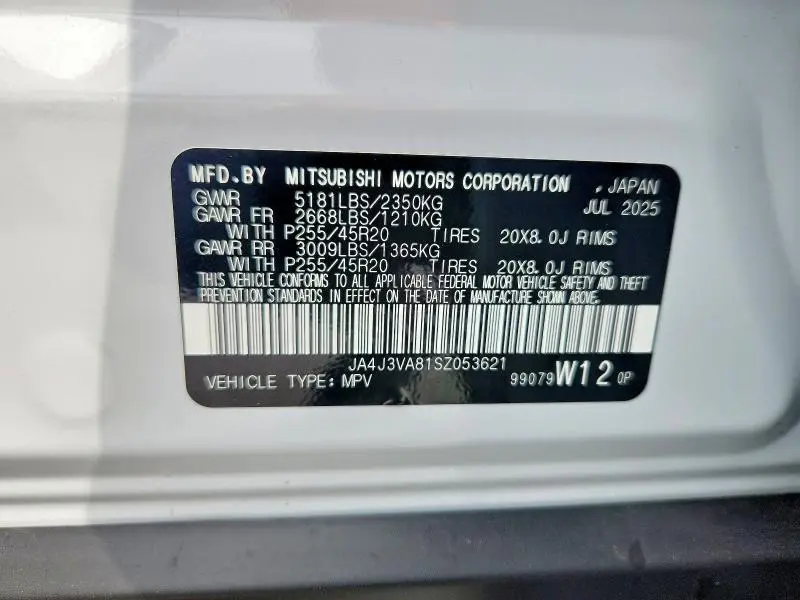 MFD.BY MITSUBISHI MOTORS CORPORATION , JAPAN
GVWR 5181LBS/2350KG JUL 2025
GAWR FR 2668LBS/1210KG
WITH P255/45R20 TIRES 20X8.0J RIMS
GAWR RR 3009LBS/1365KG
WITH P255/45R20 TIRES 20X8.0J RIMS
THIS VEHICLE CONFORMS TO ALL APPLICABLE FEDERAL MOTOR VEHICLE SAFETY AND THEFT
PREVENTION STANDARDS IN EFFECT ON THE DATE OF MANUFACTURE SHOWN ABOVE.
JA4J3VA81SZ053621
VEHICLE TYPE: MPV 99079 W12 0P